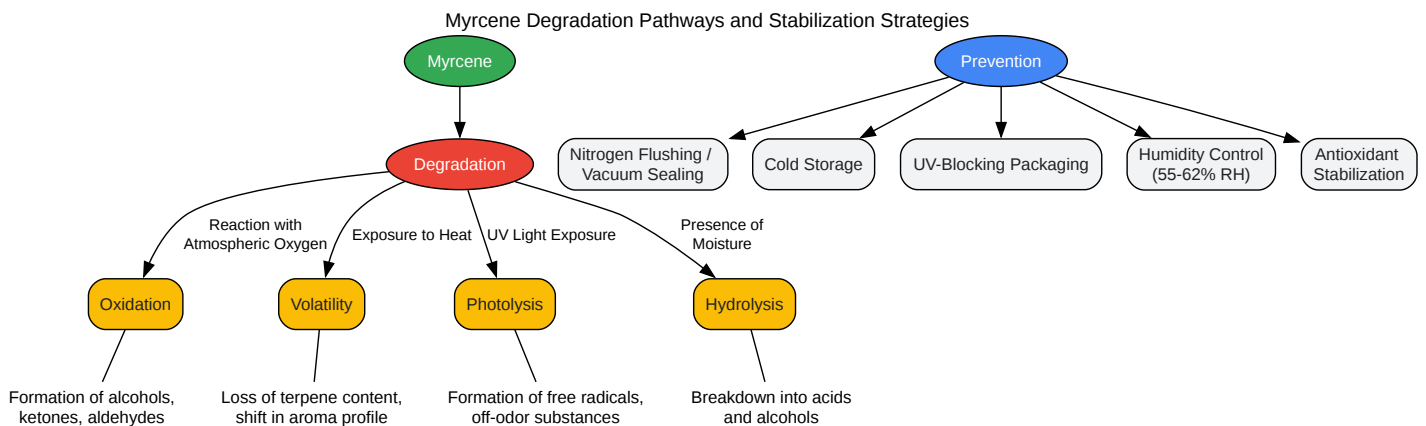 Myrcene Degradation Pathways and Stabilization Strategies
Myrcene
Prevention
Degradation
Nitrogen Flushing /
Vacuum Sealing
Cold Storage
UV-Blocking Packaging
Humidity Control
(55-62% RH)
Antioxidant
Stabilization
Reaction with
Atmospheric Oxygen
Exposure to Heat
UV Light Exposure
Presence of
Moisture
Oxidation
Volatility
Photolysis
Hydrolysis
Formation of alcohols,
ketones, aldehydes
Loss of terpene content,
shift in aroma profile
Formation of free radicals,
off-odor substances
Breakdown into acids
and alcohols